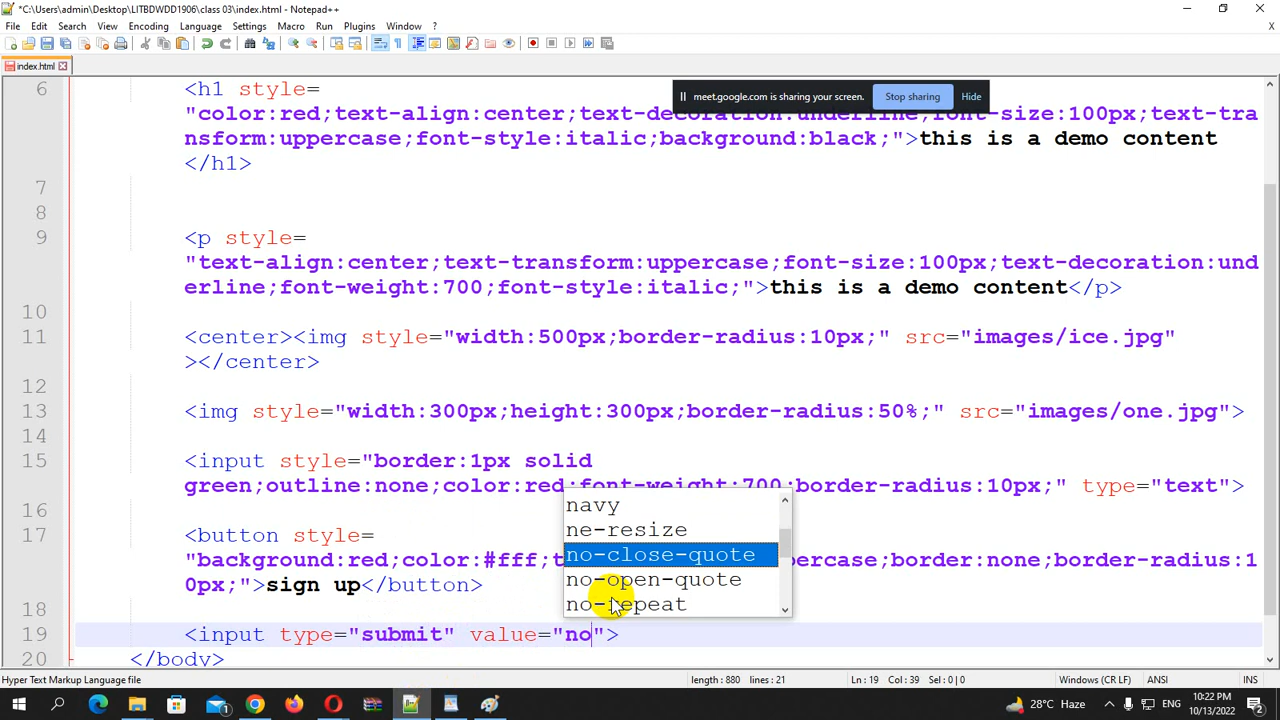 *C:\Users\admin\Desktop\LITBDWDD1906\class 03\index.html - Notepad++
File Edit Search View Encoding Language Settings Macro Run Plugins Window ?
index.html
meet.google.com is sharing your screen. Stop sharing Hide
6 <h1 style=
"color:red;text-align:center;text-decoration:underline;font-size:100px;text-tra
nsform:uppercase;font-style:italic;background:black;">this is a demo content
</h1>
7
8
9 <p style=
"text-align:center;text-transform:uppercase;font-size:100px;text-decoration:und
erline;font-weight:700;font-style:italic;">this is a demo content</p>
10
11 <center><img style="width:500px;border-radius:10px;" src="images/ice.jpg"
></center>
12
13 <img style="width:300px;height:300px;border-radius:50%;" src="images/one.jpg">
14
15 <input style="border:1px solid
green;outline:none;color:red;font-weight:700;border-radius:10px;" type="text">
16
17 <button style=
"background:red;color:#fff;t percase;border:none;border-radius:1
0px;">sign up</button>
navy
ne-resize
no-close-quote
no-open-quote
no-repeat
18
19 <input type="submit" value="no">
20 </body>
Hyper Text Markup Language file length : 880 lines : 21 Ln : 19 Col : 39 Sel : 0 | 0 Windows (CR LF) ANSI INS
28°C Haze ENG 10:22 PM
10/13/2022
2